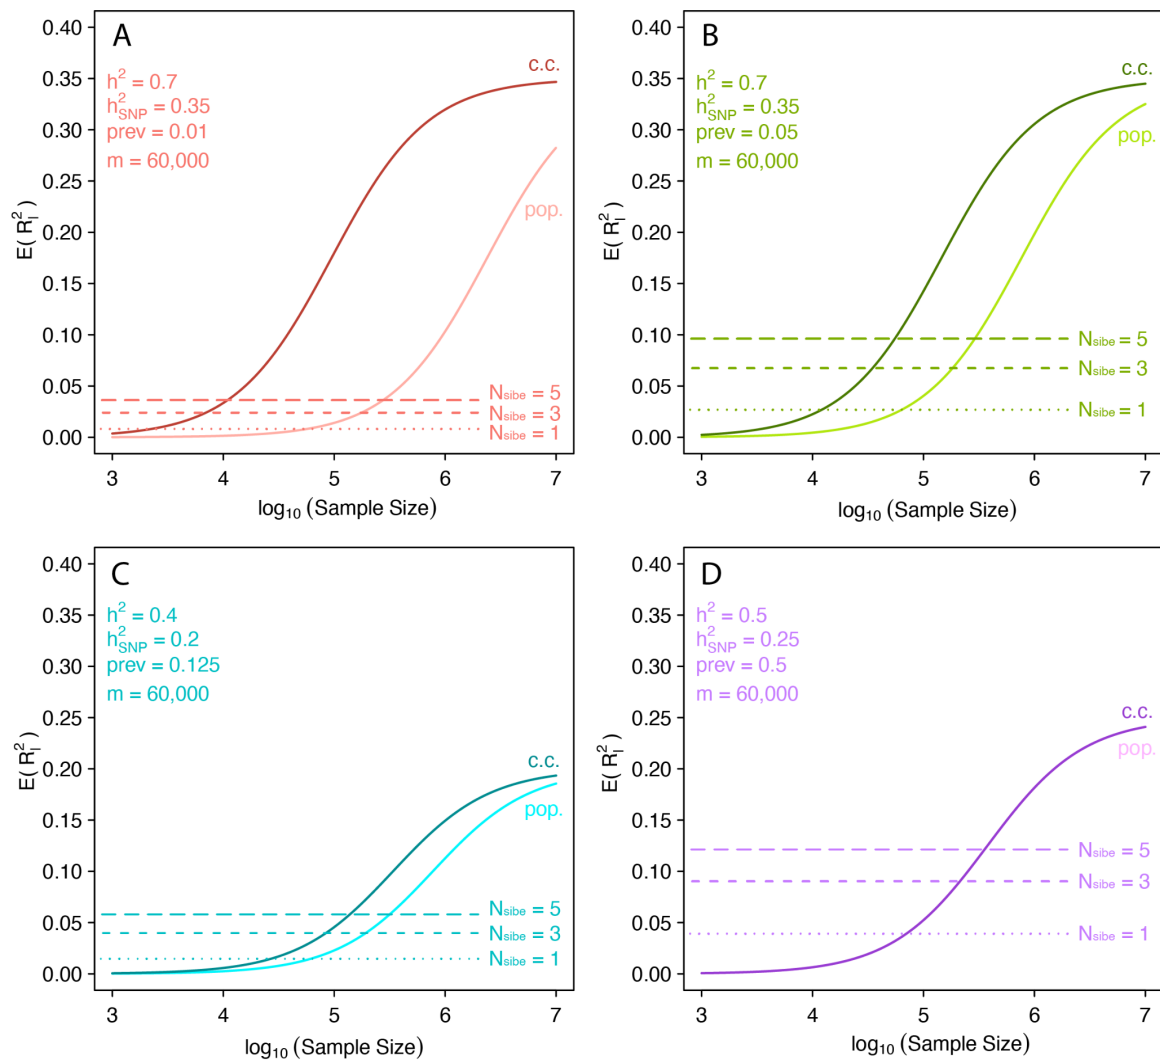 A
h² = 0.7
h²SNP = 0.35
prev = 0.01
m = 60,000
c.c.
pop.
Nsibe = 5
Nsibe = 3
Nsibe = 1
0.40
0.35
0.30
0.25
0.20
0.15
0.10
0.05
0.00
E( R²l )
3 4 5 6 7
log10 (Sample Size)
B
h² = 0.7
h²SNP = 0.35
prev = 0.05
m = 60,000
c.c.
pop.
Nsibe = 5
Nsibe = 3
Nsibe = 1
0.40
0.35
0.30
0.25
0.20
0.15
0.10
0.05
0.00
E( R²l )
3 4 5 6 7
log10 (Sample Size)
C
h² = 0.4
h²SNP = 0.2
prev = 0.125
m = 60,000
c.c.
pop.
Nsibe = 5
Nsibe = 3
Nsibe = 1
0.40
0.35
0.30
0.25
0.20
0.15
0.10
0.05
0.00
E( R²l )
3 4 5 6 7
log10 (Sample Size)
D
h² = 0.5
h²SNP = 0.25
prev = 0.5
m = 60,000
c.c.
pop.
Nsibe = 5
Nsibe = 3
Nsibe = 1
0.40
0.35
0.30
0.25
0.20
0.15
0.10
0.05
0.00
E( R²l )
3 4 5 6 7
log10 (Sample Size)